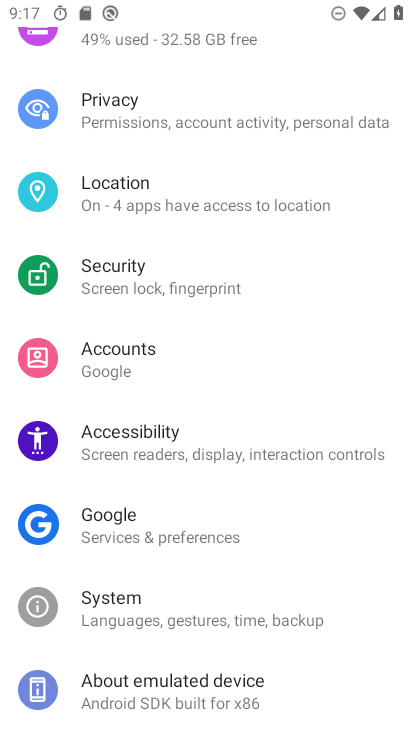 9:17
49% used - 32.58 GB free
Privacy
Permissions, account activity, personal data
Location
On - 4 apps have access to location
Security
Screen lock, fingerprint
Accounts
Google
Accessibility
Screen readers, display, interaction controls
Google
Services & preferences
System
Languages, gestures, time, backup
About emulated device
Android SDK built for x86